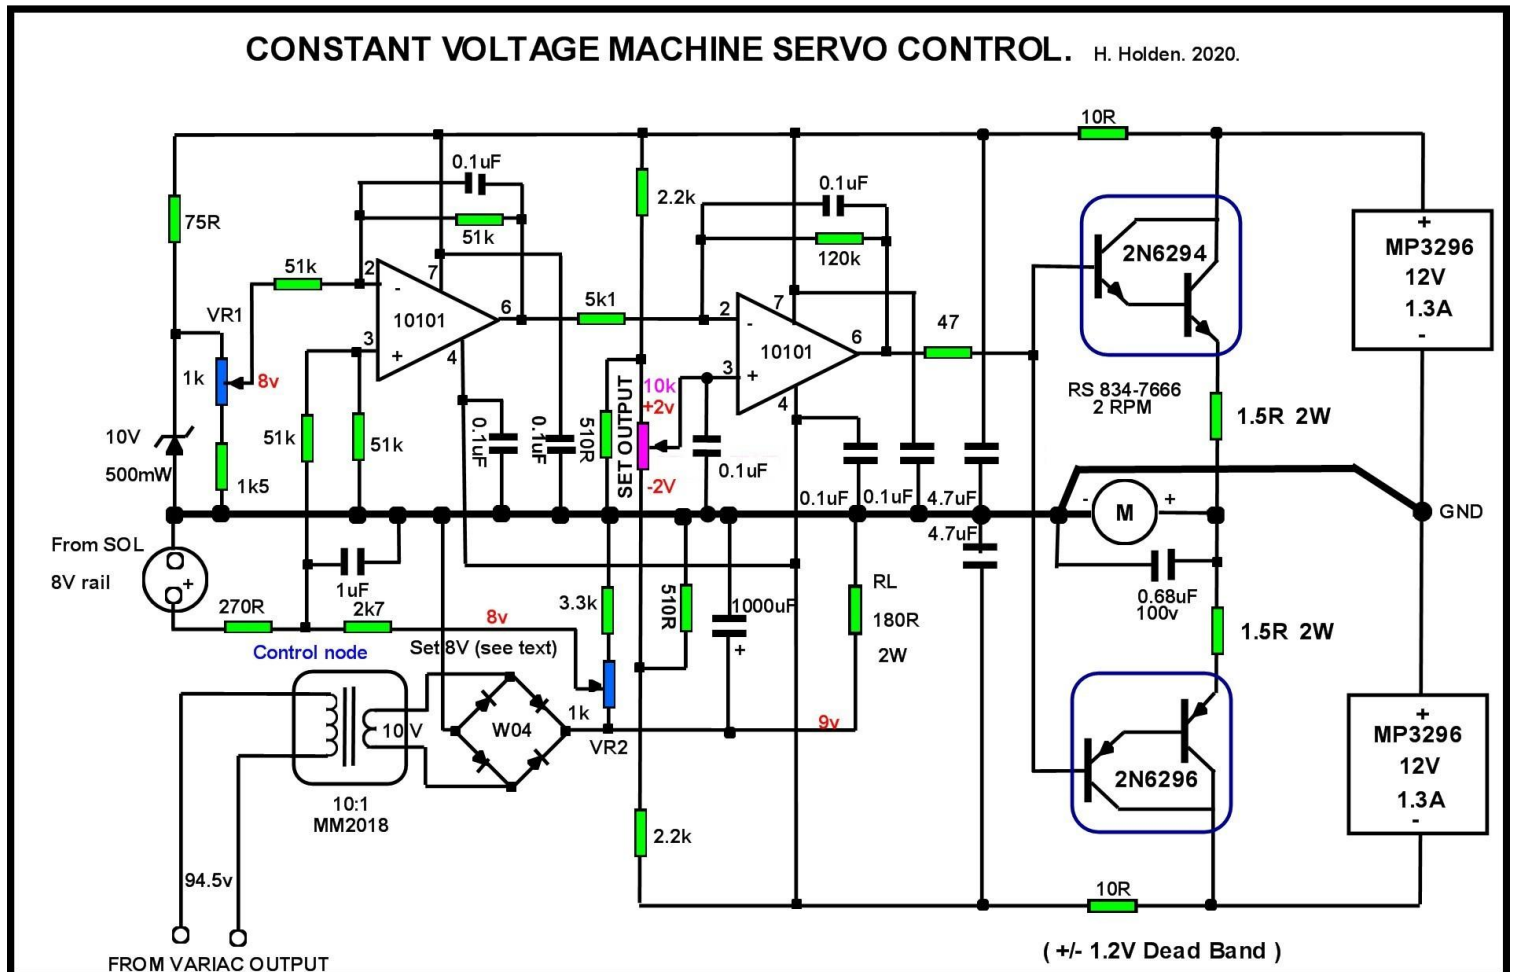 CONSTANT VOLTAGE MACHINE SERVO CONTROL. H. Holden. 2020.
10R
0.1uF
0.1uF
2.2k
75R
51k
120k
2N6294
+
MP3296
12V
1.3A
-
51k
2
-
7
10101
6
3
+
4
5k1
2
-
7
10101
6
3
+
4
47
VR1
1k
8v
10k
+2v
SET OUTPUT
-2V
RS 834-7666
2 RPM
1.5R 2W
10V
500mW
51k
51k
1k5
0.1uF
0.1uF
510R
0.1uF
0.1uF
0.1uF
4.7uF
-
M
+
GND
4.7uF
From SOL
8V rail
+
1uF
270R
2k7
8v
3.3k
510R
1000uF
+
RL
180R
2W
0.68uF
100v
1.5R 2W
Control node
Set 8V (see text)
10 V
W04
1k
VR2
9v
2N6296
+
MP3296
12V
1.3A
-
10:1
MM2018
2.2k
94.5v
10R
FROM VARIAC OUTPUT
( +/- 1.2V Dead Band )